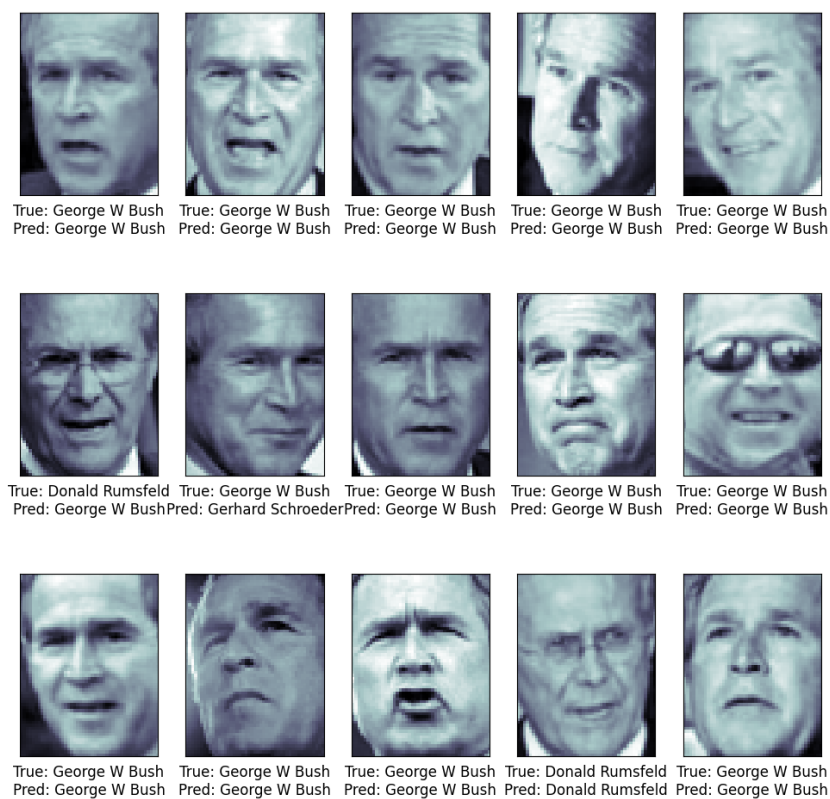 True: George W Bush True: George W Bush True: George W Bush True: George W Bush True: George W Bush
Pred: George W Bush Pred: George W Bush Pred: George W Bush Pred: George W Bush Pred: George W Bush
True: Donald Rumsfeld True: George W Bush True: George W Bush True: George W Bush True: George W Bush
Pred: George W Bush Pred: Gerhard Schroeder Pred: George W Bush Pred: George W Bush Pred: George W Bush
True: George W Bush True: George W Bush True: George W Bush True: Donald Rumsfeld True: George W Bush
Pred: George W Bush Pred: George W Bush Pred: George W Bush Pred: Donald Rumsfeld Pred: George W Bush